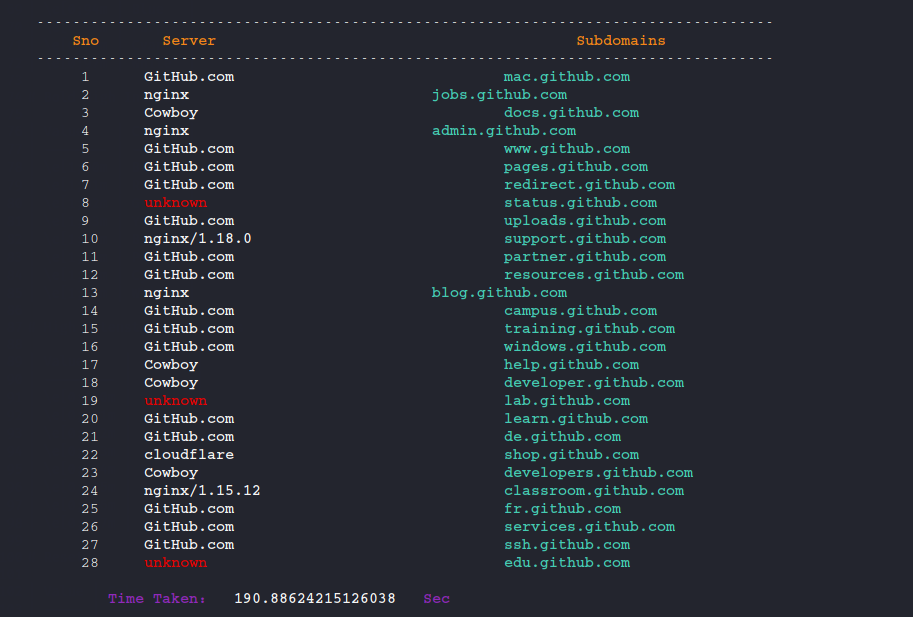 ---------------------------------------------------------------------------------
Sno Server Subdomains
---------------------------------------------------------------------------------
1 GitHub.com mac.github.com
2 nginx jobs.github.com
3 Cowboy docs.github.com
4 nginx admin.github.com
5 GitHub.com www.github.com
6 GitHub.com pages.github.com
7 GitHub.com redirect.github.com
8 unknown status.github.com
9 GitHub.com uploads.github.com
10 nginx/1.18.0 support.github.com
11 GitHub.com partner.github.com
12 GitHub.com resources.github.com
13 nginx blog.github.com
14 GitHub.com campus.github.com
15 GitHub.com training.github.com
16 GitHub.com windows.github.com
17 Cowboy help.github.com
18 Cowboy developer.github.com
19 unknown lab.github.com
20 GitHub.com learn.github.com
21 GitHub.com de.github.com
22 cloudflare shop.github.com
23 Cowboy developers.github.com
24 nginx/1.15.12 classroom.github.com
25 GitHub.com fr.github.com
26 GitHub.com services.github.com
27 GitHub.com ssh.github.com
28 unknown edu.github.com
Time Taken: 190.88624215126038 Sec